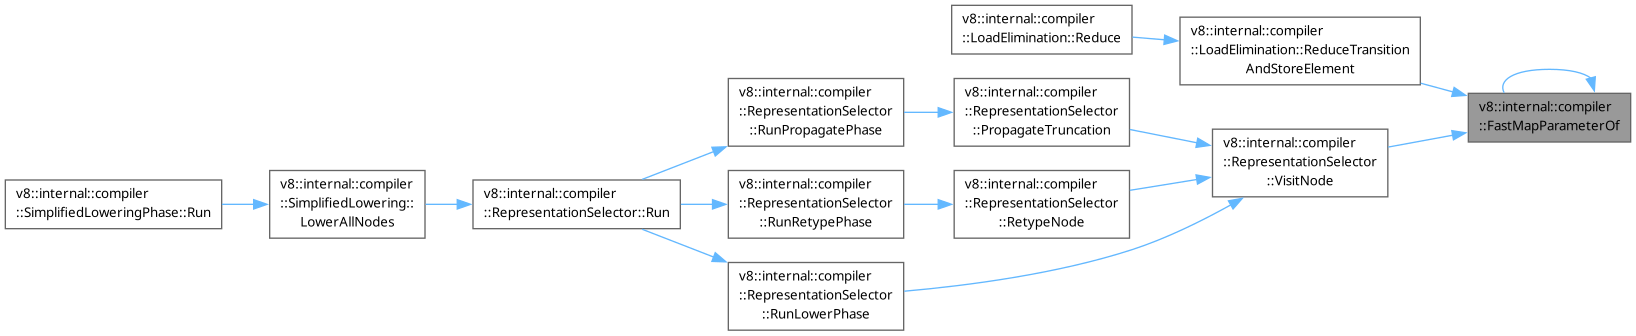 v8::internal::compiler
::LoadElimination::Reduce
v8::internal::compiler
::LoadElimination::ReduceTransition
AndStoreElement
v8::internal::compiler
::FastMapParameterOf
v8::internal::compiler
::RepresentationSelector
::RunPropagatePhase
v8::internal::compiler
::RepresentationSelector
::PropagateTruncation
v8::internal::compiler
::RepresentationSelector
::VisitNode
v8::internal::compiler
::SimplifiedLoweringPhase::Run
v8::internal::compiler
::SimplifiedLowering::
LowerAllNodes
v8::internal::compiler
::RepresentationSelector::Run
v8::internal::compiler
::RepresentationSelector
::RunRetypePhase
v8::internal::compiler
::RepresentationSelector
::RetypeNode
v8::internal::compiler
::RepresentationSelector
::RunLowerPhase